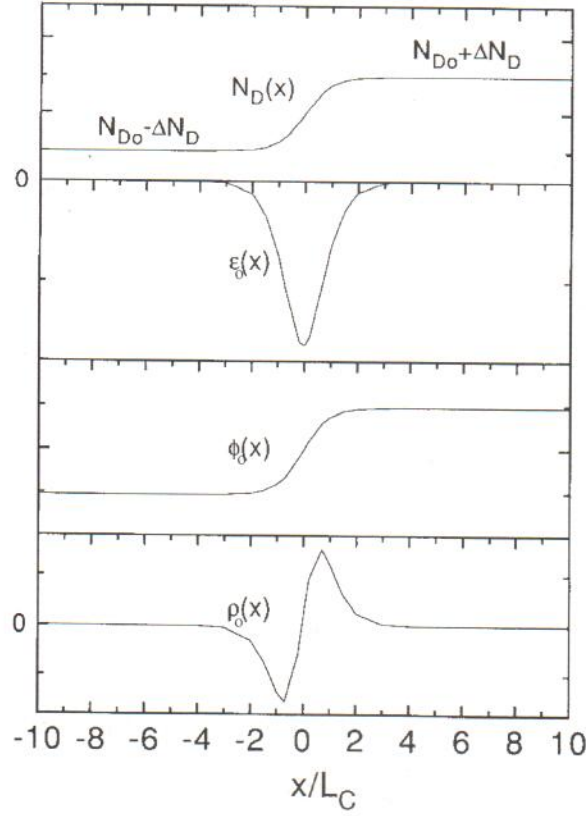 N_Do+ΔN_D
N_D(x)
N_Do-ΔN_D
0
ε_o(x)
ϕ_o(x)
0
ρ_o(x)
-10 -8 -6 -4 -2 0 2 4 6 8 10
x/L_C